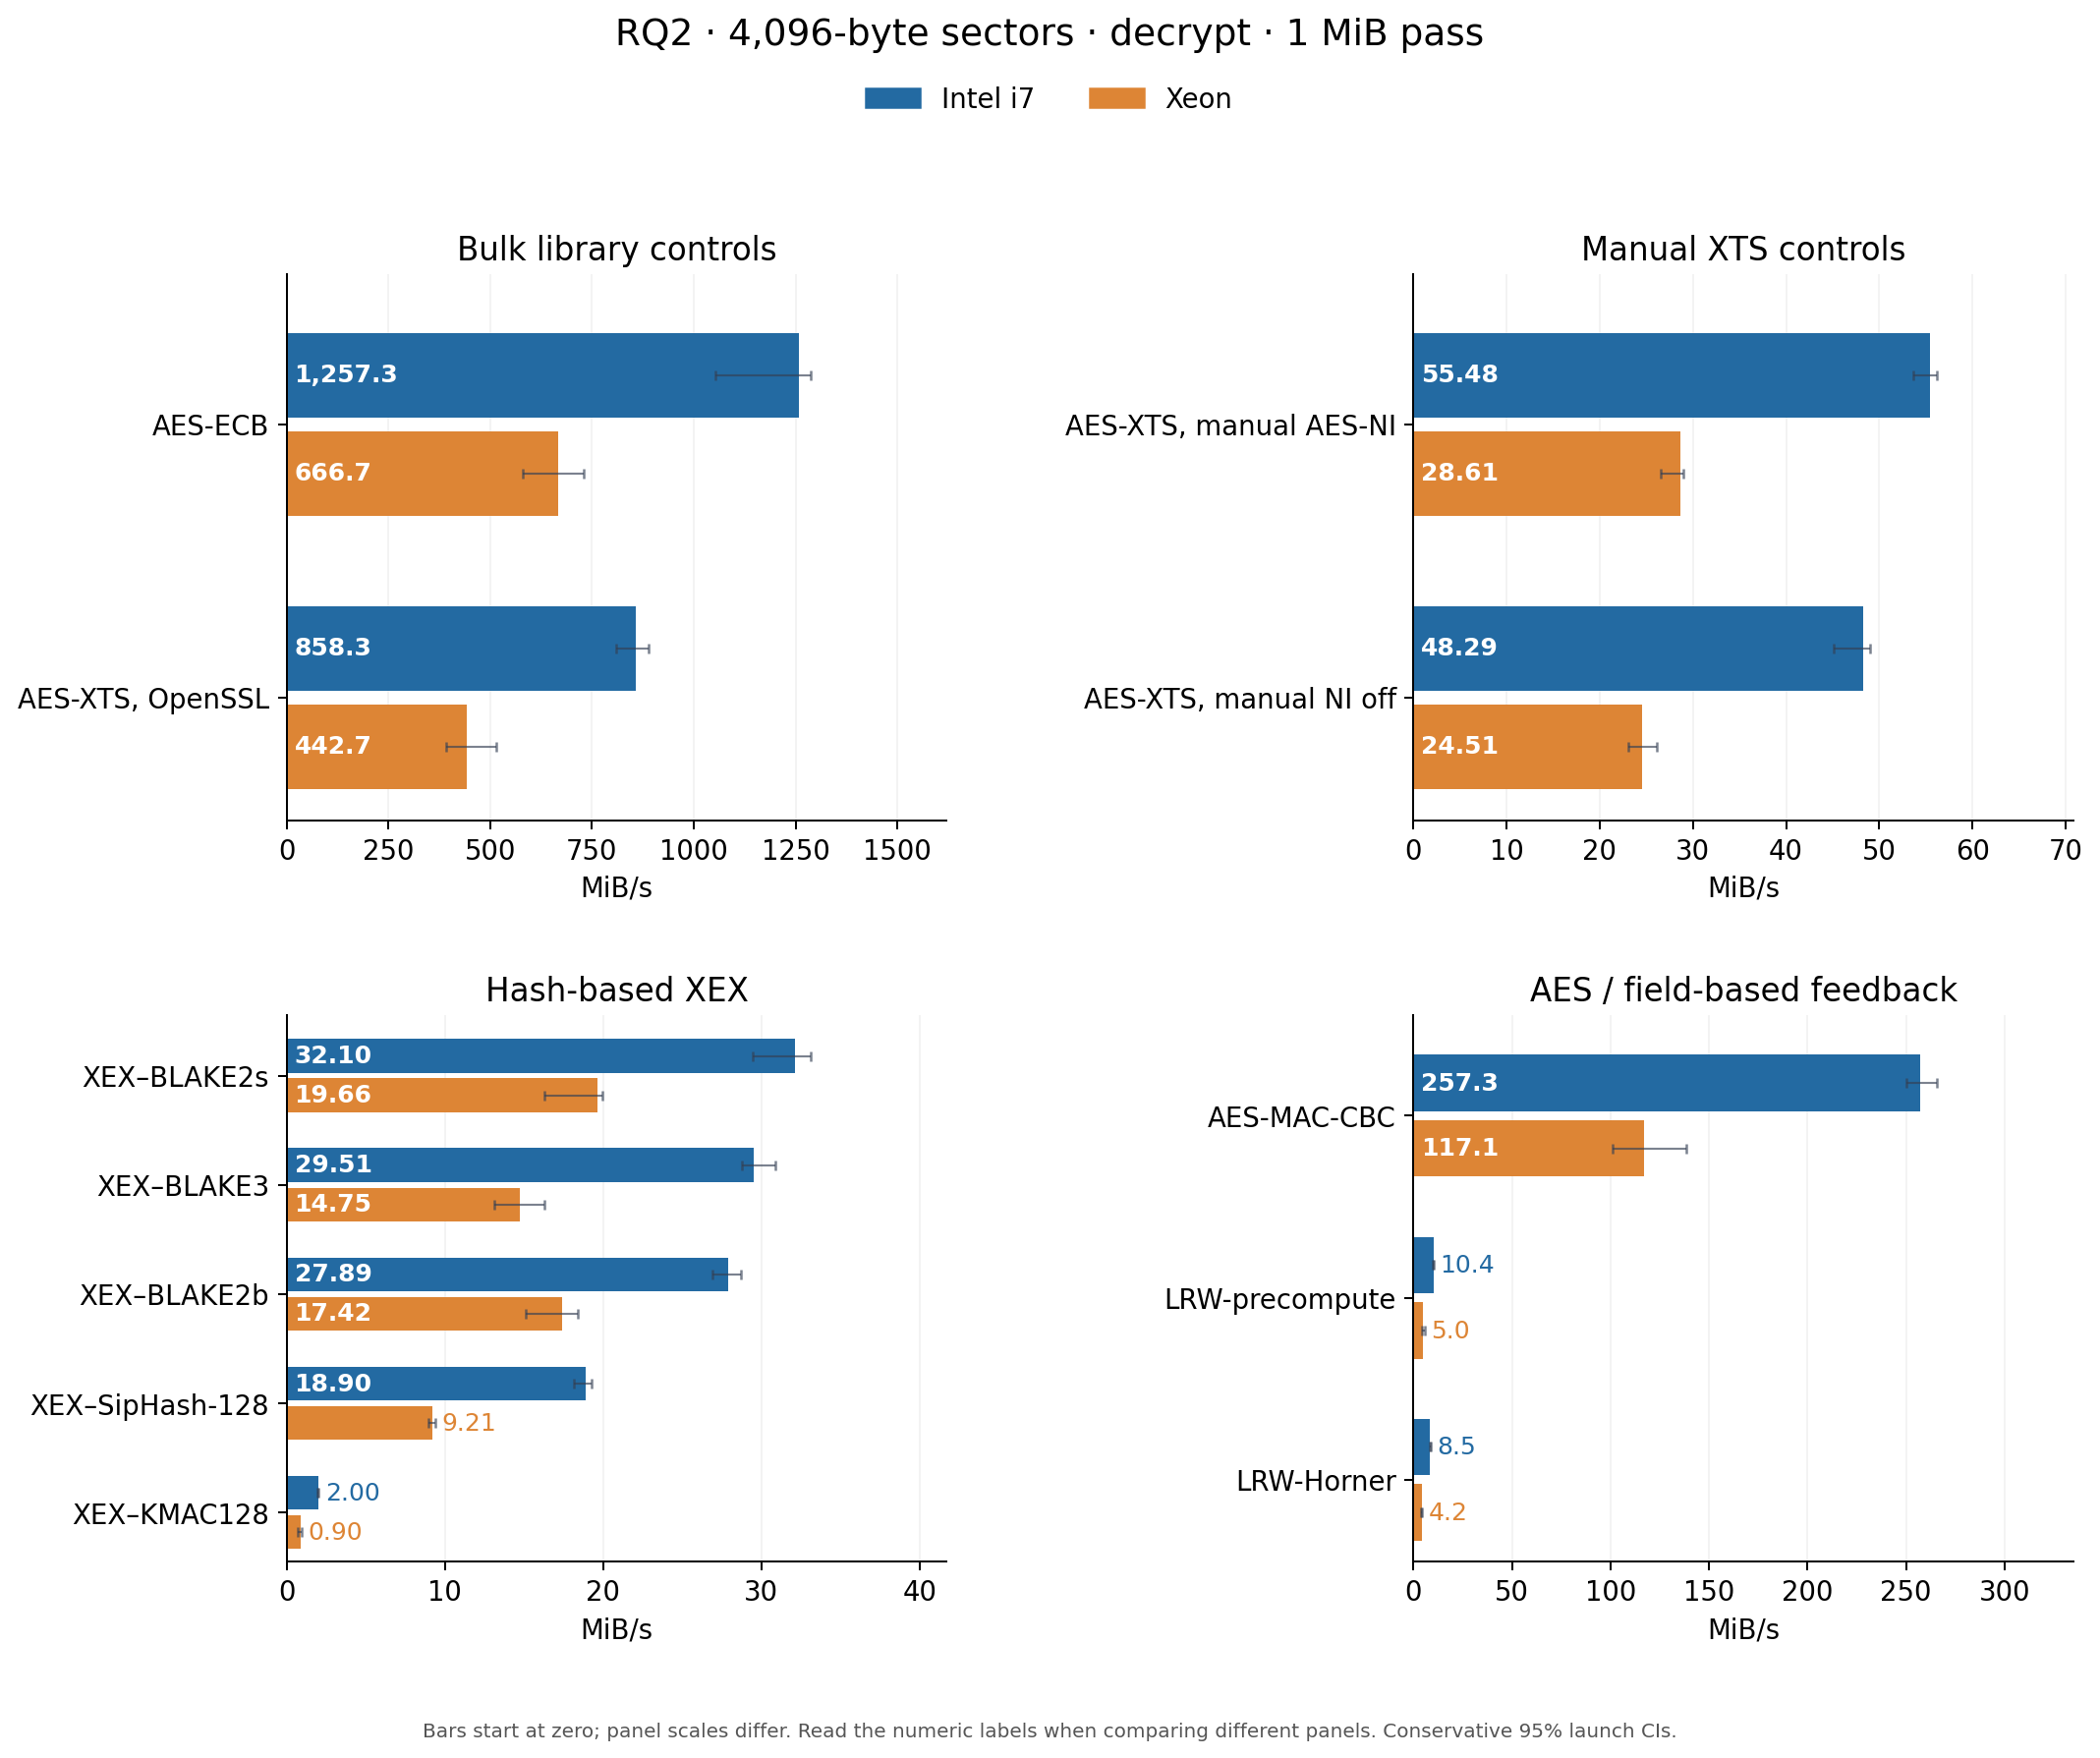 RQ2 · 4,096-byte sectors · decrypt · 1 MiB pass
Intel i7
Xeon
Bulk library controls
AES-ECB
1,257.3
666.7
AES-XTS, OpenSSL
858.3
442.7
0 250 500 750 1000 1250 1500
MiB/s
Manual XTS controls
AES-XTS, manual AES-NI
55.48
28.61
AES-XTS, manual NI off
48.29
24.51
0 10 20 30 40 50 60 70
MiB/s
Hash-based XEX
XEX–BLAKE2s
32.10
19.66
XEX–BLAKE3
29.51
14.75
XEX–BLAKE2b
27.89
17.42
XEX–SipHash-128
18.90
9.21
XEX–KMAC128
2.00
0.90
0 10 20 30 40
MiB/s
AES / field-based feedback
AES-MAC-CBC
257.3
117.1
LRW-precompute
10.4
5.0
LRW-Horner
8.5
4.2
0 50 100 150 200 250 300
MiB/s
Bars start at zero; panel scales differ. Read the numeric labels when comparing different panels. Conservative 95% launch CIs.